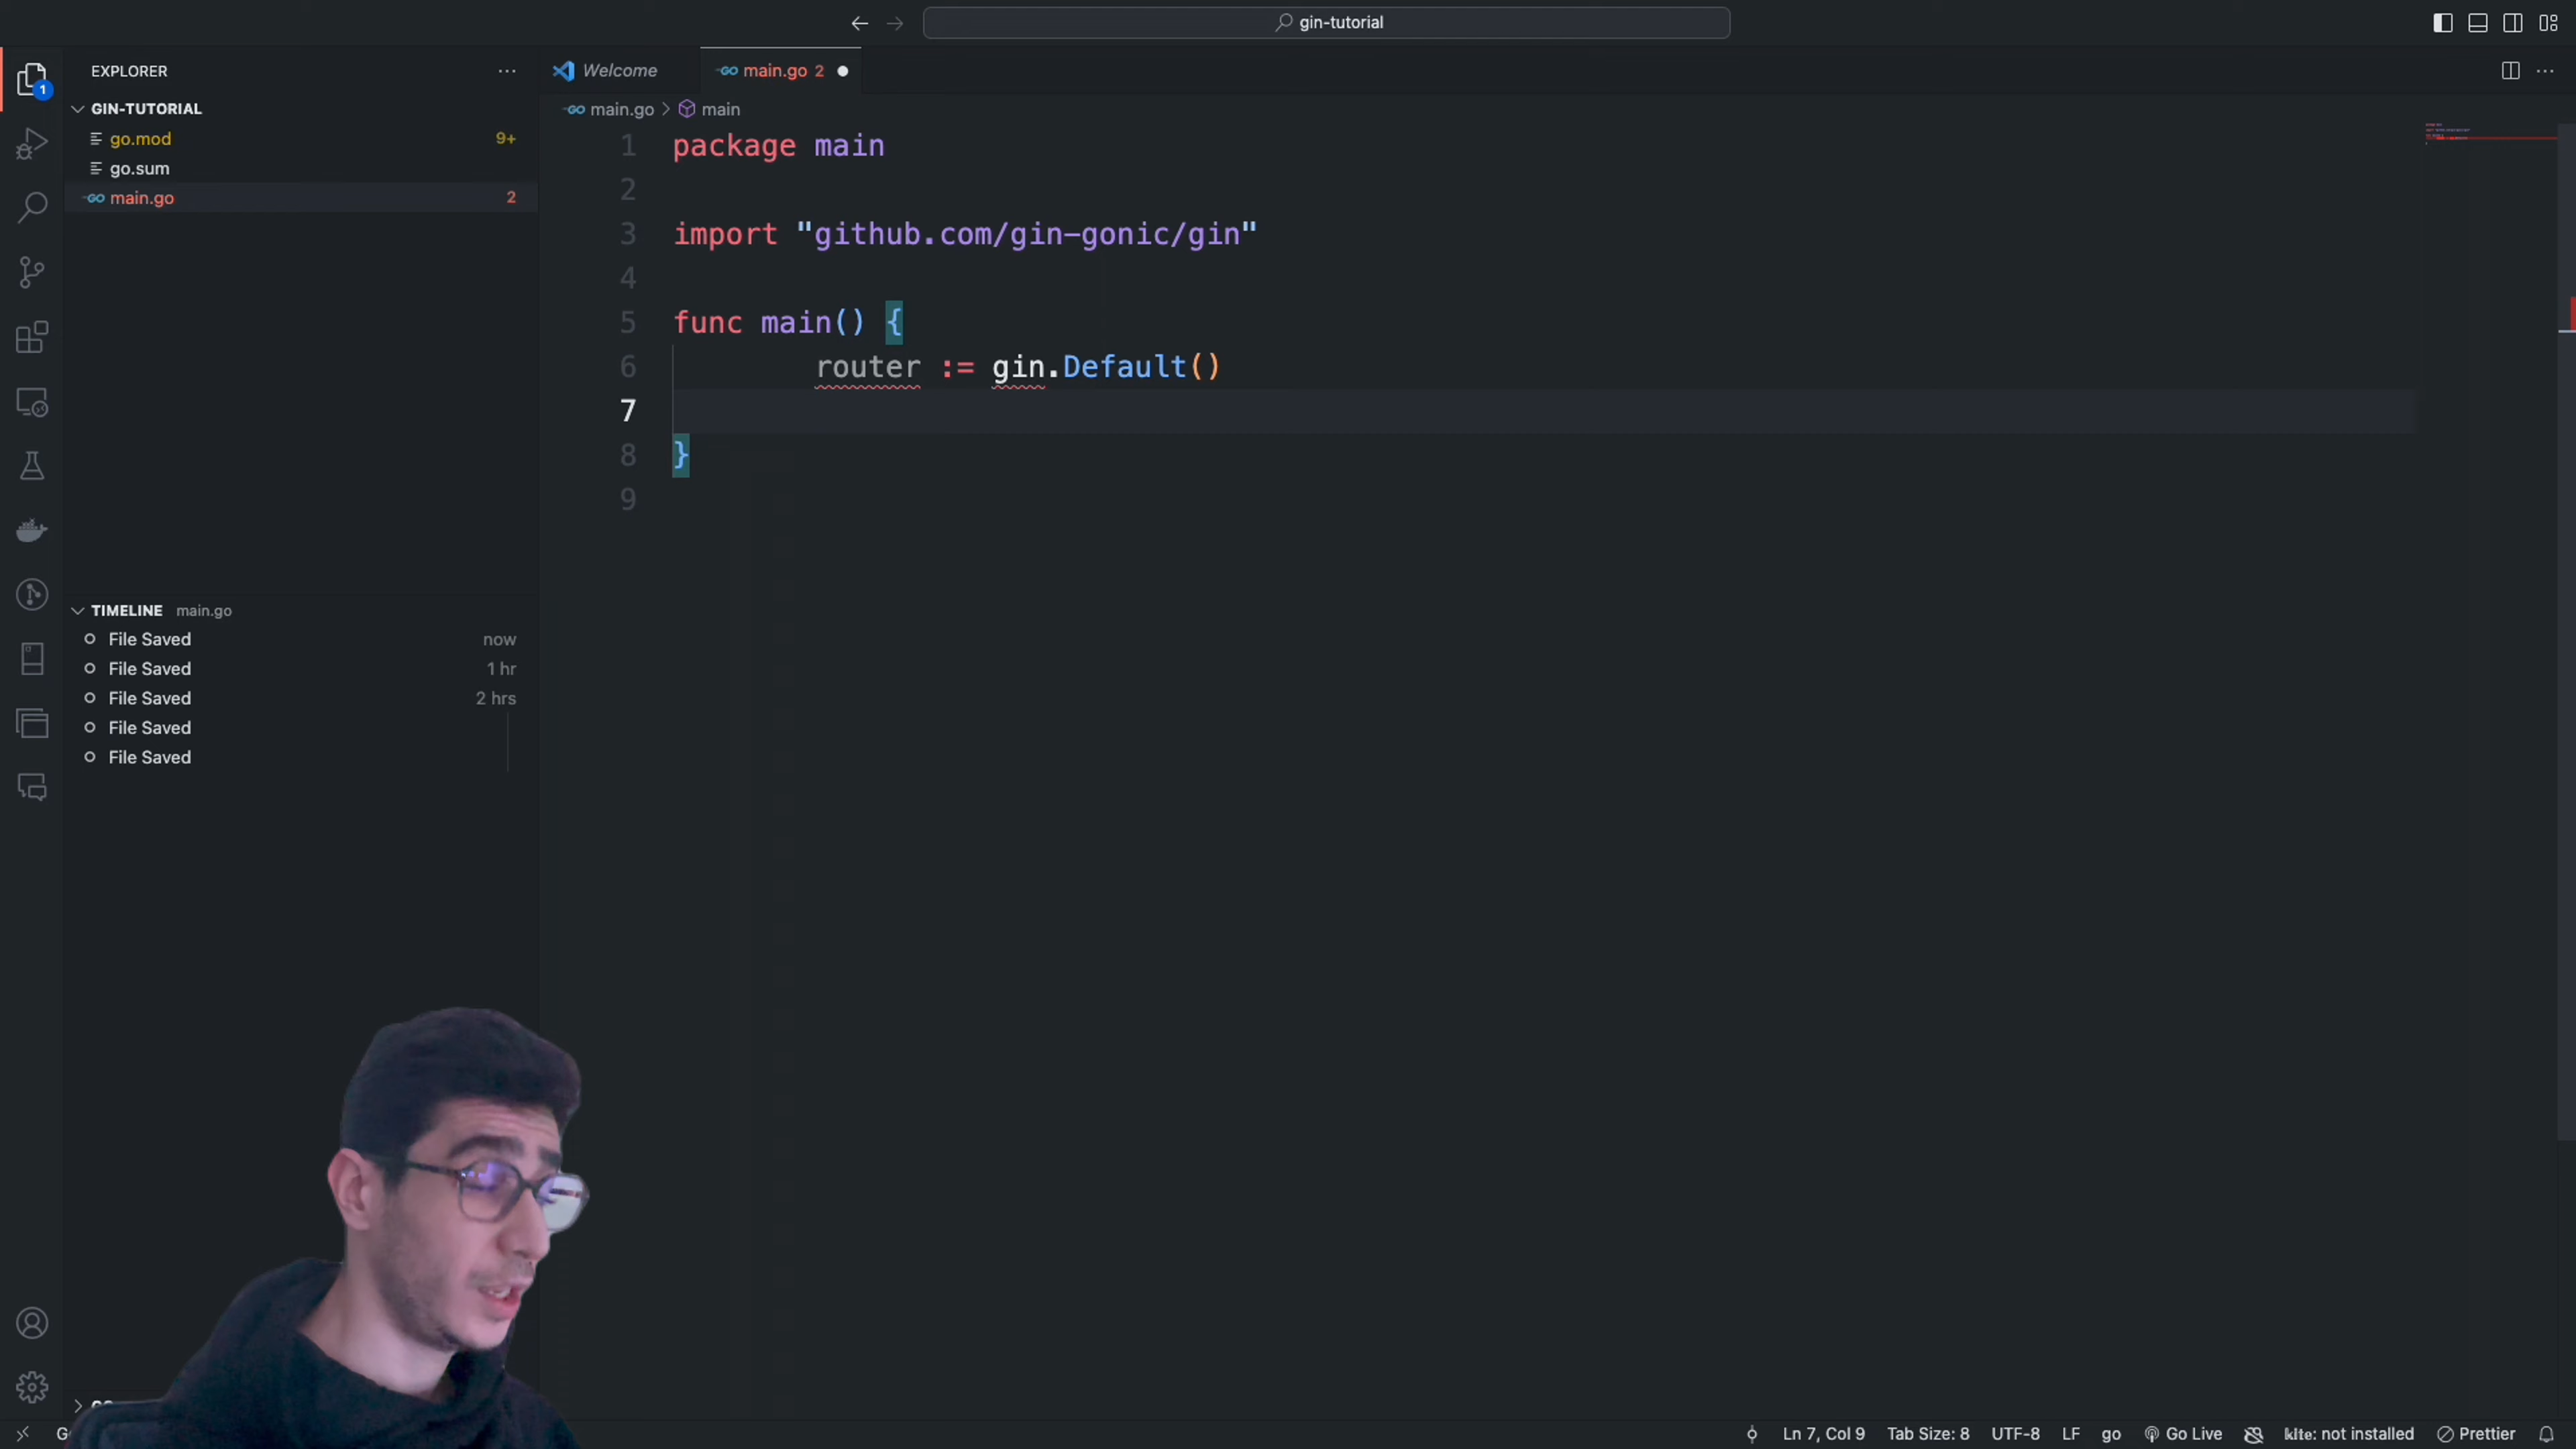 gin-tutorial
EXPLORER
Welcome
main.go 2
1
GIN-TUTORIAL
main.go > main
go.mod 9+
go.sum
main.go 2
1 package main
2
3 import "github.com/gin-gonic/gin"
4
5 func main() {
6 router := gin.Default()
7
8 }
9
TIMELINE main.go
File Saved now
File Saved 1 hr
File Saved 2 hrs
File Saved
File Saved
Ln 7, Col 9 Tab Size: 8 UTF-8 LF go Go Live kite: not installed Prettier